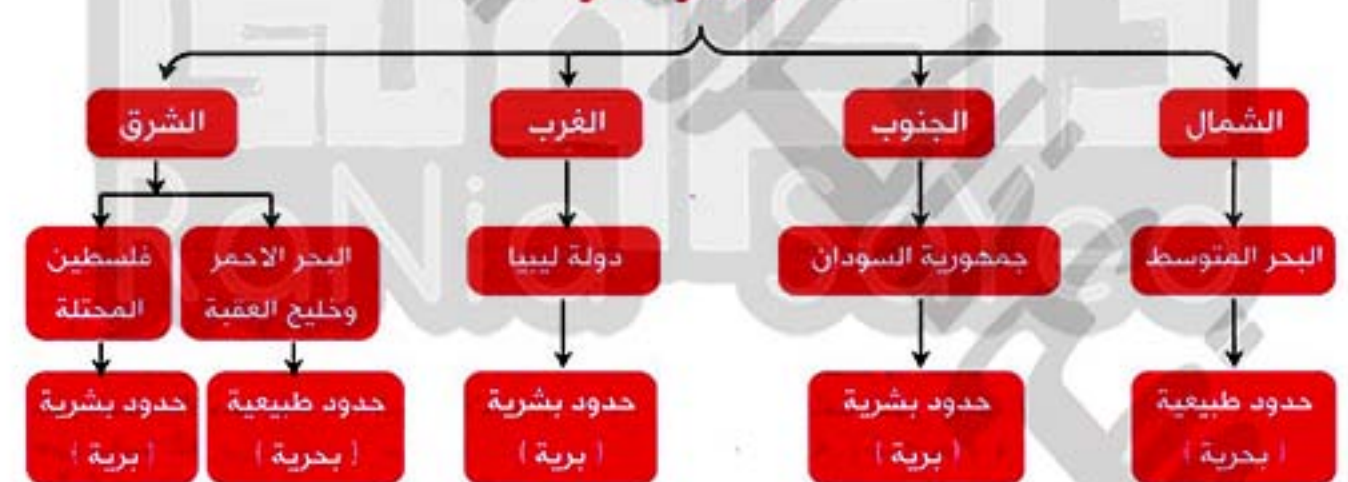 الشمال
الجنوب
الغرب
الشرق
البحر المتوسط
جمهورية السودان
دولة ليبيا
البحر الاحمر
وخليج العقبة
فلسطين
المحتلة
حدود طبيعية
( بحرية )
حدود بشرية
( برية )
حدود بشرية
( برية )
حدود طبيعية
( بحرية )
حدود بشرية
( برية )